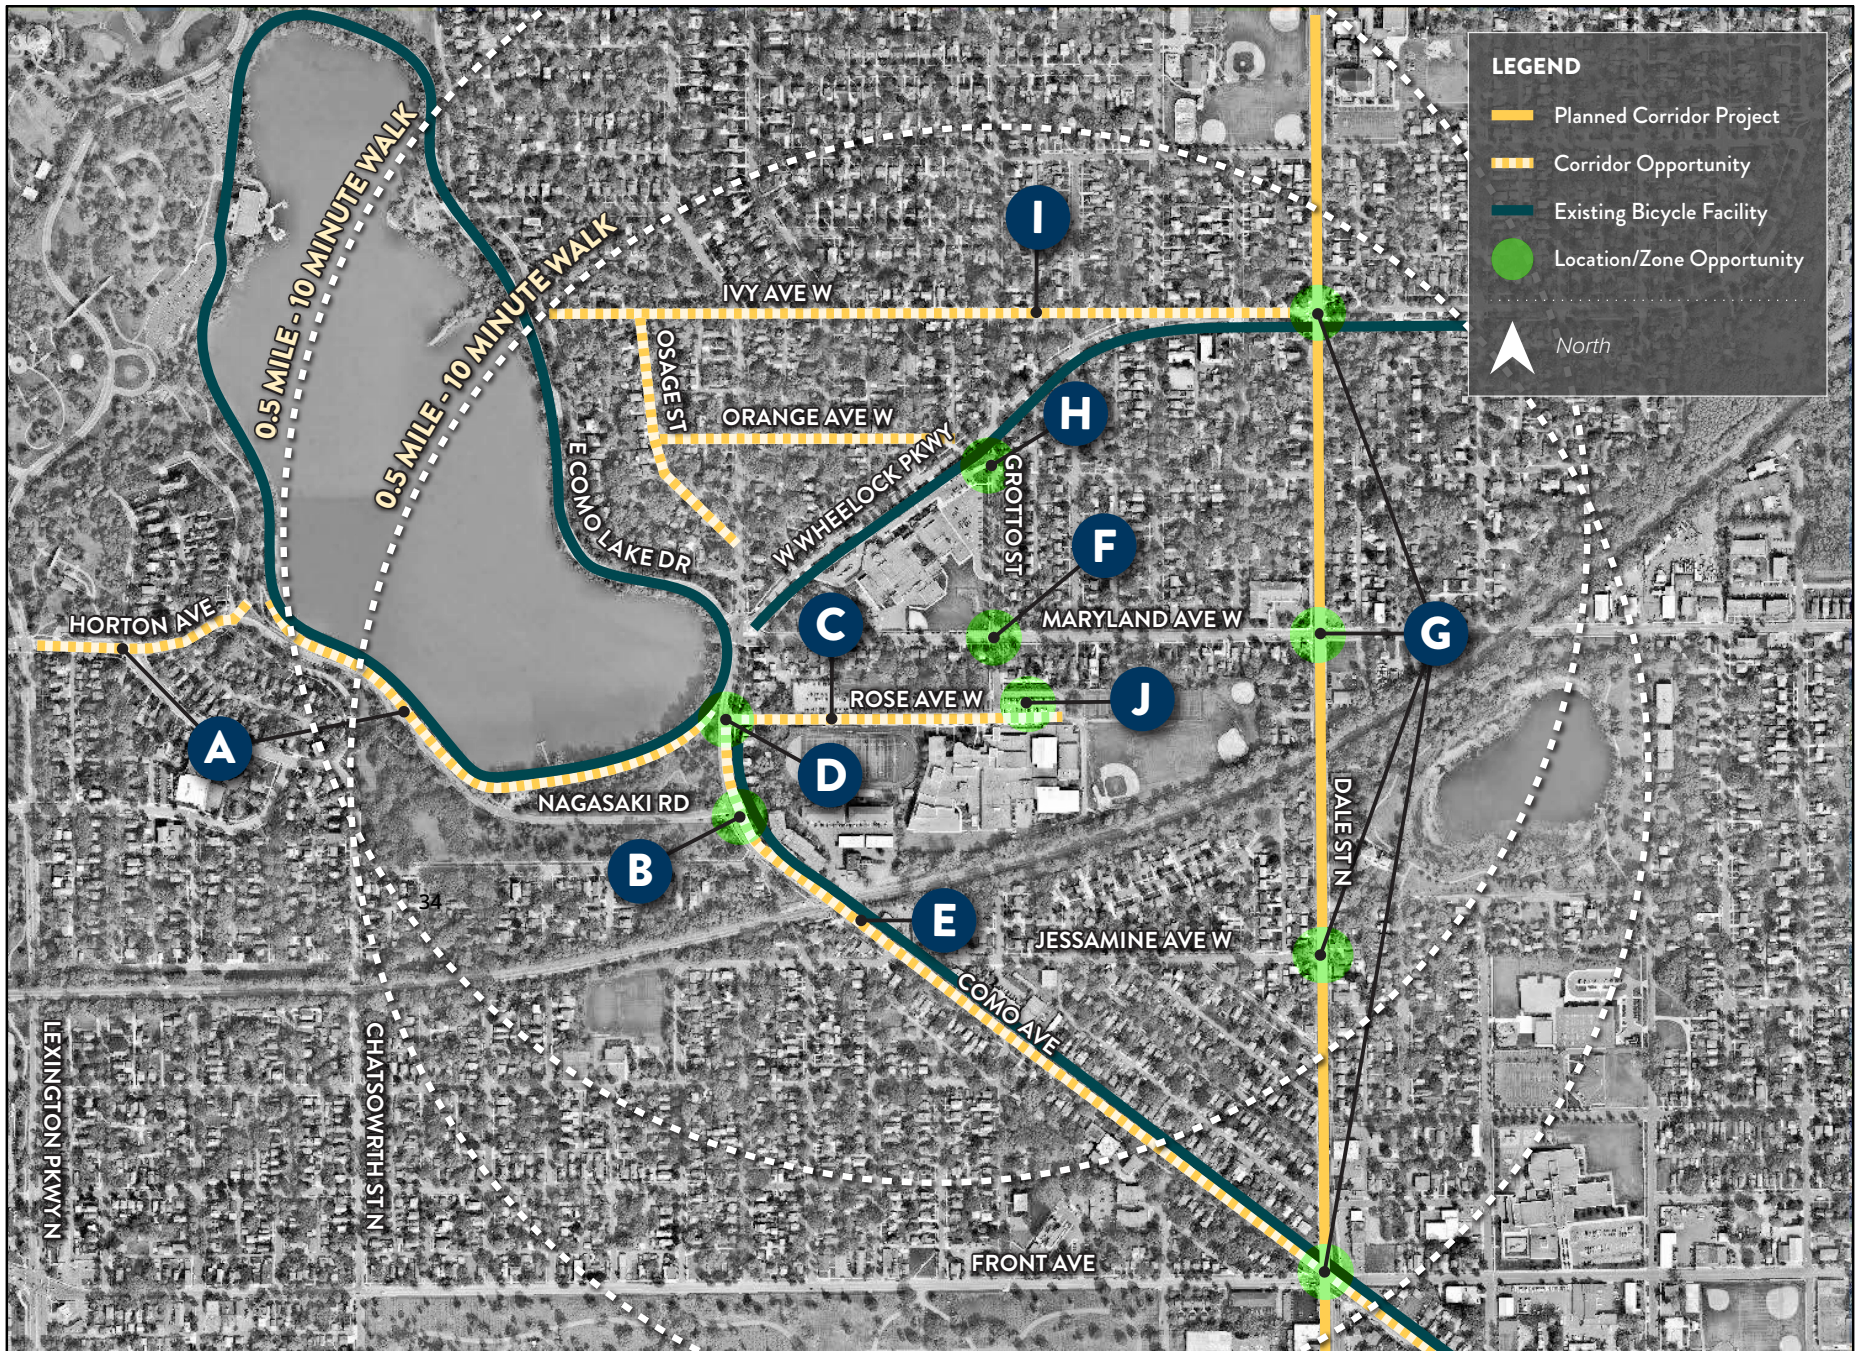 LEGEND
Planned Corridor Project
Corridor Opportunity
Existing Bicycle Facility
Location/Zone Opportunity
North
0.5 MILE - 10 MINUTE WALK
0.5 MILE - 10 MINUTE WALK
I
IVY AVE W
OSAGE ST
ORANGE AVE W
H
W WHEELOCK PKWY
GROTTO ST
E COMO LAKE DR
F
HORTON AVE
C
MARYLAND AVE W
G
A
ROSE AVE W
J
D
NAGASAKI RD
DALE ST N
B
34
E
JESSAMINE AVE W
COMO AVE
LEXINGTON PKWY N
CHATSOWRTH ST N
FRONT AVE